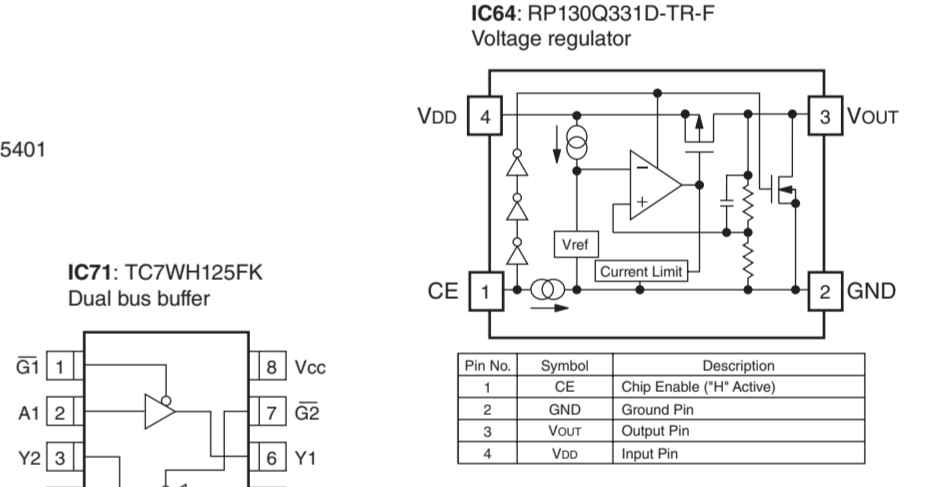 IC64: RP130Q331D-TR-F
Voltage regulator
VDD 4
3 VOUT
5401
−
+
Vref
Current Limit
CE 1
2 GND
IC71: TC7WH125FK
Dual bus buffer
G1 1
8 Vcc
A1 2
7 G2
Y2 3
6 Y1
Pin No. Symbol Description
1 CE Chip Enable ("H" Active)
2 GND Ground Pin
3 VOUT Output Pin
4 VDD Input Pin